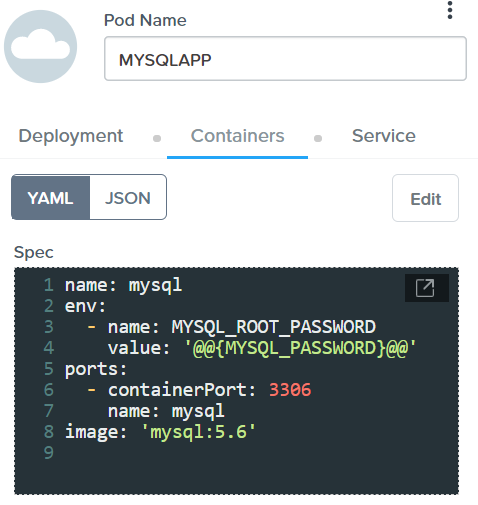 Pod Name
MYSQLAPP
Deployment Containers Service
YAML JSON Edit
Spec
1 name: mysql
2 env:
3   - name: MYSQL_ROOT_PASSWORD
4     value: '@@{MYSQL_PASSWORD}@@'
5 ports:
6   - containerPort: 3306
7     name: mysql
8 image: 'mysql:5.6'
9